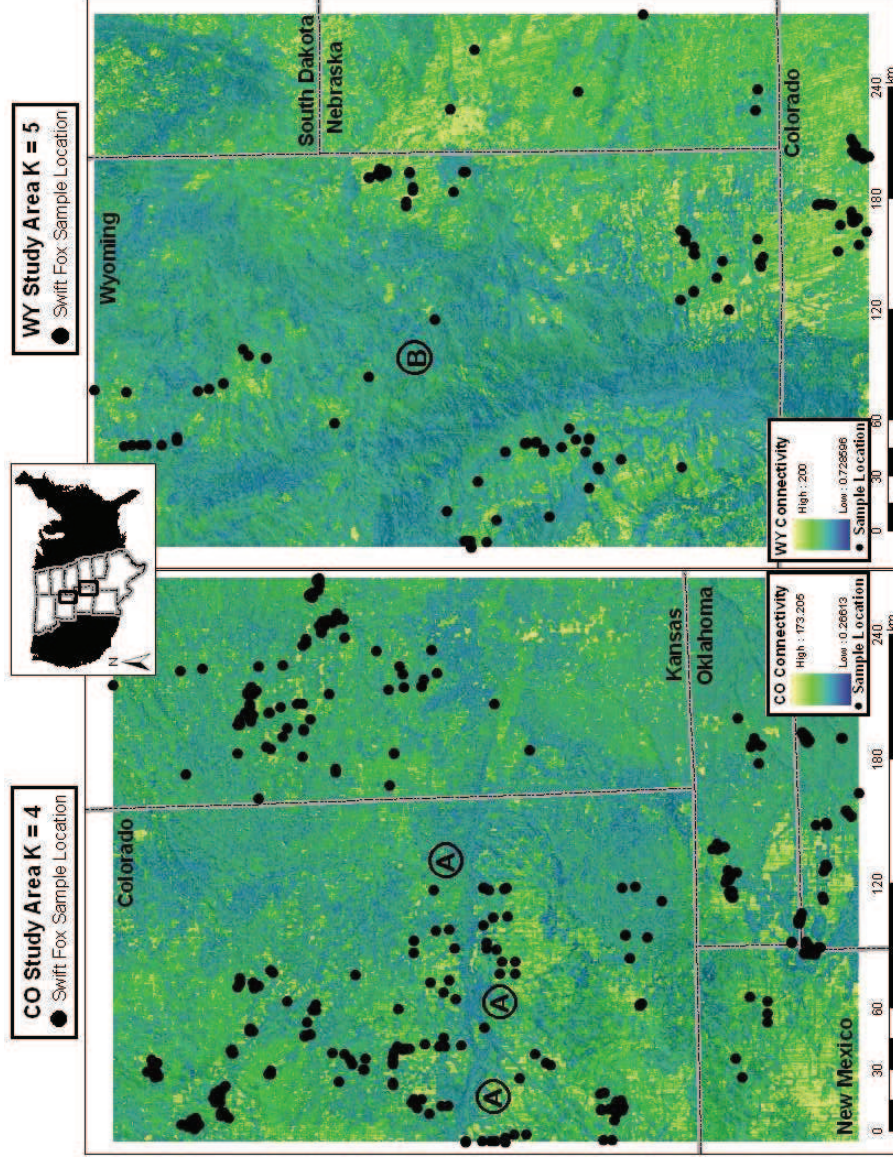 CO Study Area K = 4
Swift Fox Sample Location
WY Study Area K = 5
Swift Fox Sample Location
N
Colorado
A
A
A
Kansas
Oklahoma
New Mexico
CO Connectivity
High : 173.205
Low : 0.26613
Sample Location
0 30 60 120 180 240
km
Wyoming
South Dakota
Nebraska
B
Colorado
WY Connectivity
High : 200
Low : 0.728596
Sample Location
0 30 60 120 180 240
km